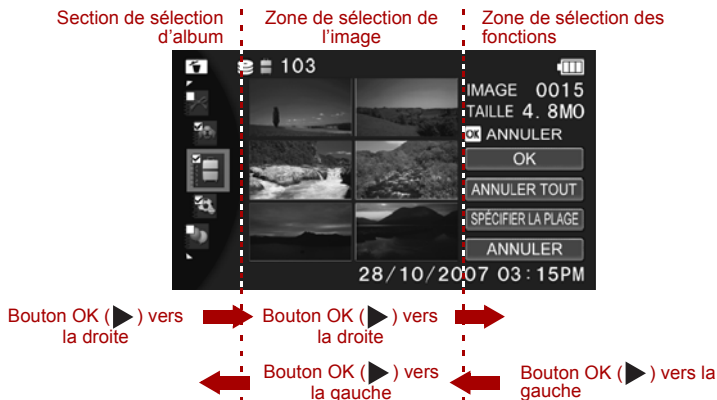 Section de sélection d'album
Zone de sélection de l'image
Zone de sélection des fonctions
103
IMAGE 0015
TAILLE 4. 8MO
OK ANNULER
OK
ANNULER TOUT
SPÉCIFIER LA PLAGE
ANNULER
28/10/2007 03:15PM
Bouton OK (▶) vers la droite
Bouton OK (▶) vers la droite
Bouton OK (▶) vers la gauche
Bouton OK (▶) vers la gauche